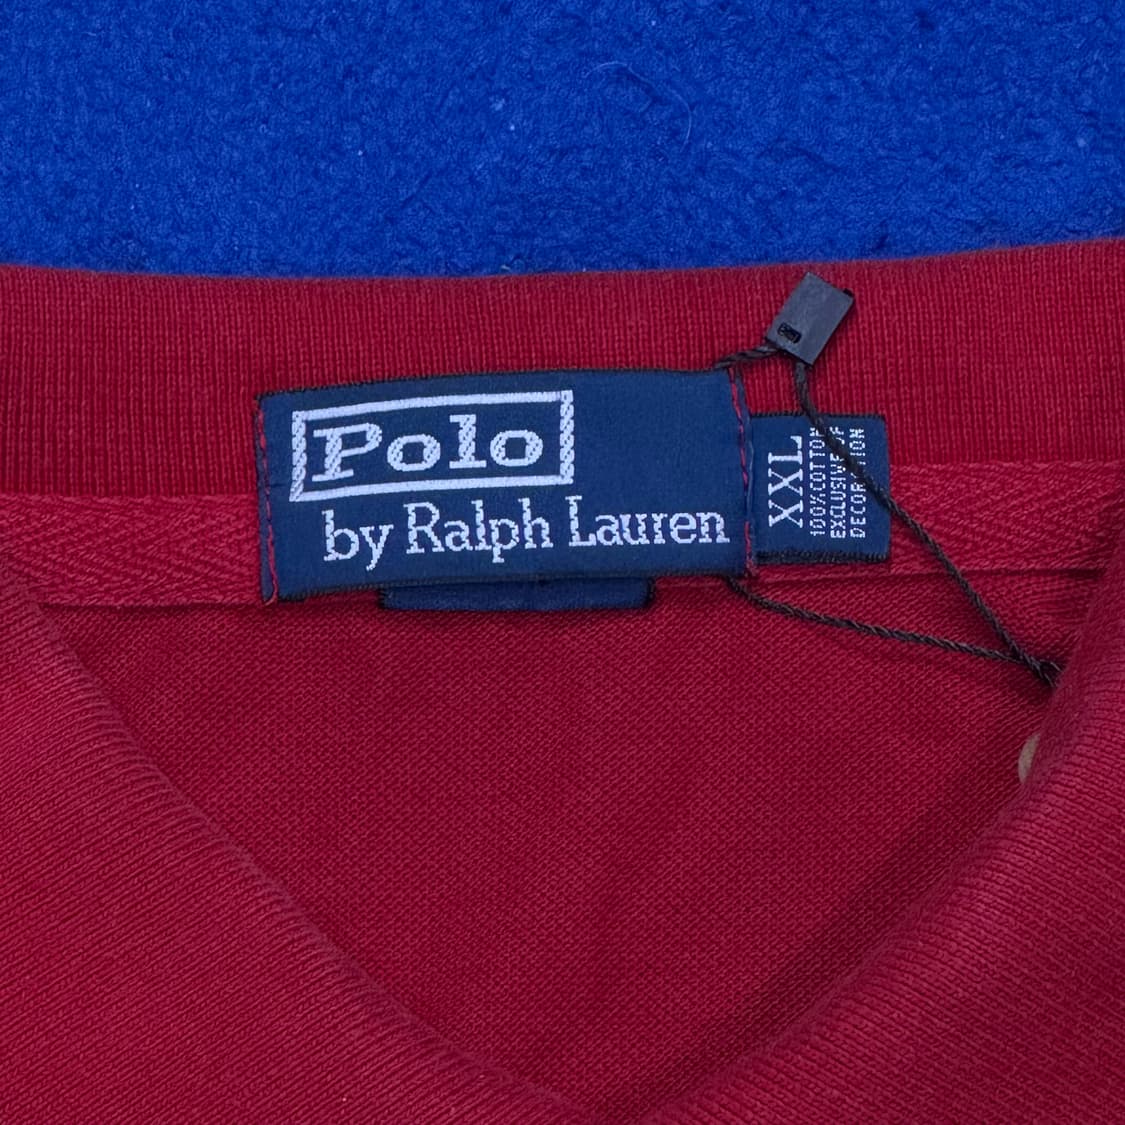 Polo
by Ralph Lauren
XXL
100% COTTON
EXCLUSIVE OF
DECORATION